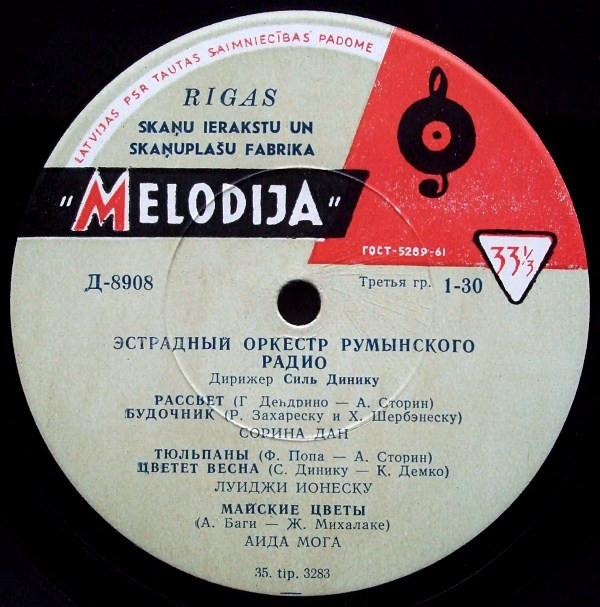 LATVIJAS PSR TAUTAS SAIMNIECĪBAS PADOME
RIGAS
SKAŅU IERAKSTU UN
SKAŅUPLAŠU FABRIKA
"MELODIJA"
ГОСТ-5289-61
33⅓
Д-8908
Третья гр. 1-30
ЭСТРАДНЫЙ ОРКЕСТР РУМЫНСКОГО
РАДИО
Дирижер Силь Динику
РАССВЕТ (Г Дендрино — А. Сторин)
БУДОЧНИК (Р. Захареску и Х. Шербэнеску)
СОРИНА ДАН
ТЮЛЬПАНЫ (Ф. Попа — А. Сторин)
ЦВЕТЕТ ВЕСНА (С. Динику — К. Демко)
ЛУИДЖИ ИОНЕСКУ
МАЙСКИЕ ЦВЕТЫ
(А. Баги — Ж. Михалаке)
АИДА МОГА
35. tip. 3283